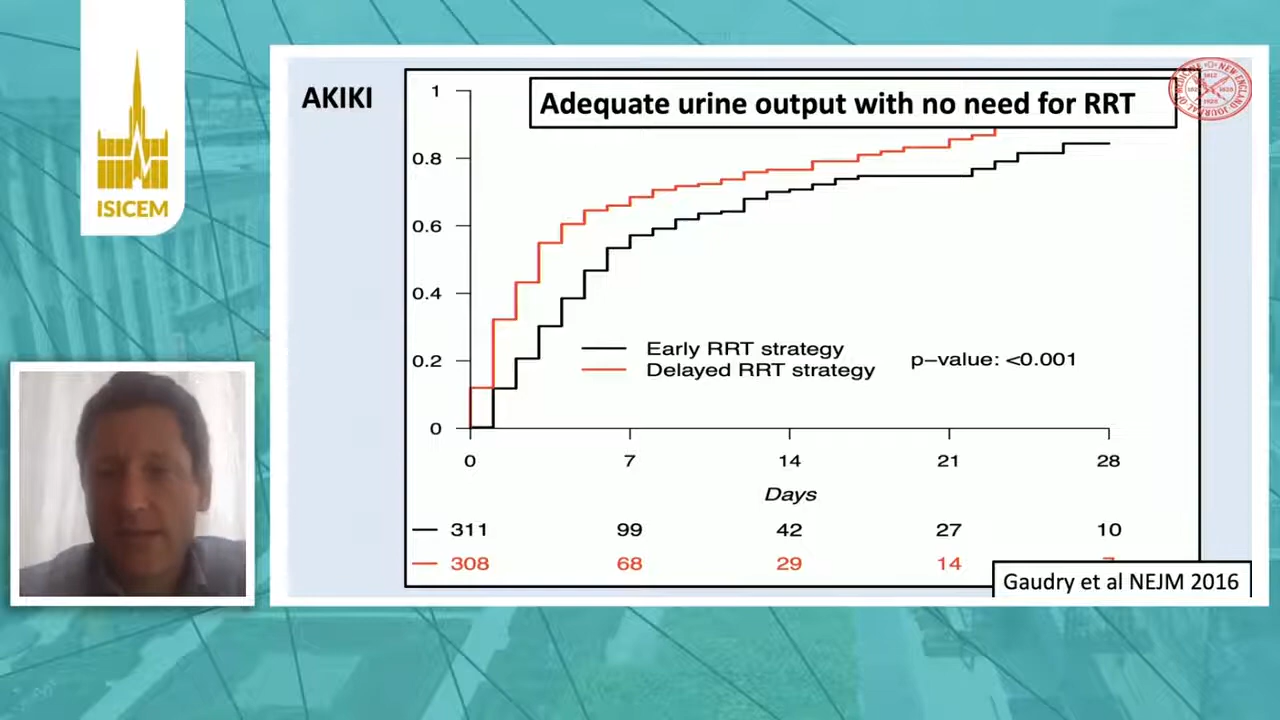 ISICEM
AKIKI
Adequate urine output with no need for RRT
1
0.8
0.6
0.4
0.2
0
Early RRT strategy
Delayed RRT strategy
p-value: <0.001
0 7 14 21 28
Days
311 99 42 27 10
308 68 29 14
Gaudry et al NEJM 2016